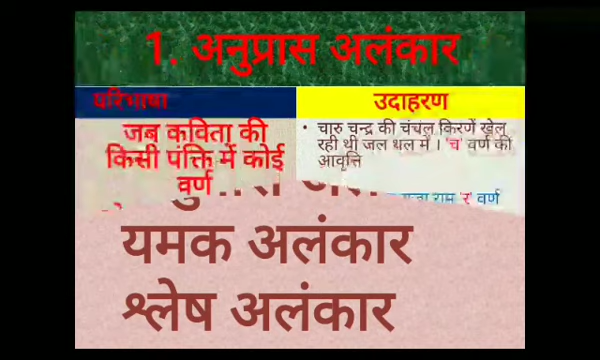 1. अनुप्रास अलंकार
परिभाषा
उदाहरण
जब कविता की
किसी पंक्ति में कोई
वर्ण
• चारु चन्द्र की चंचल किरणें खेल
रही थी जल थल में । 'च' वर्ण की
आवृत्ति
राम 'र' वर्ण
यमक अलंकार
श्लेष अलंकार